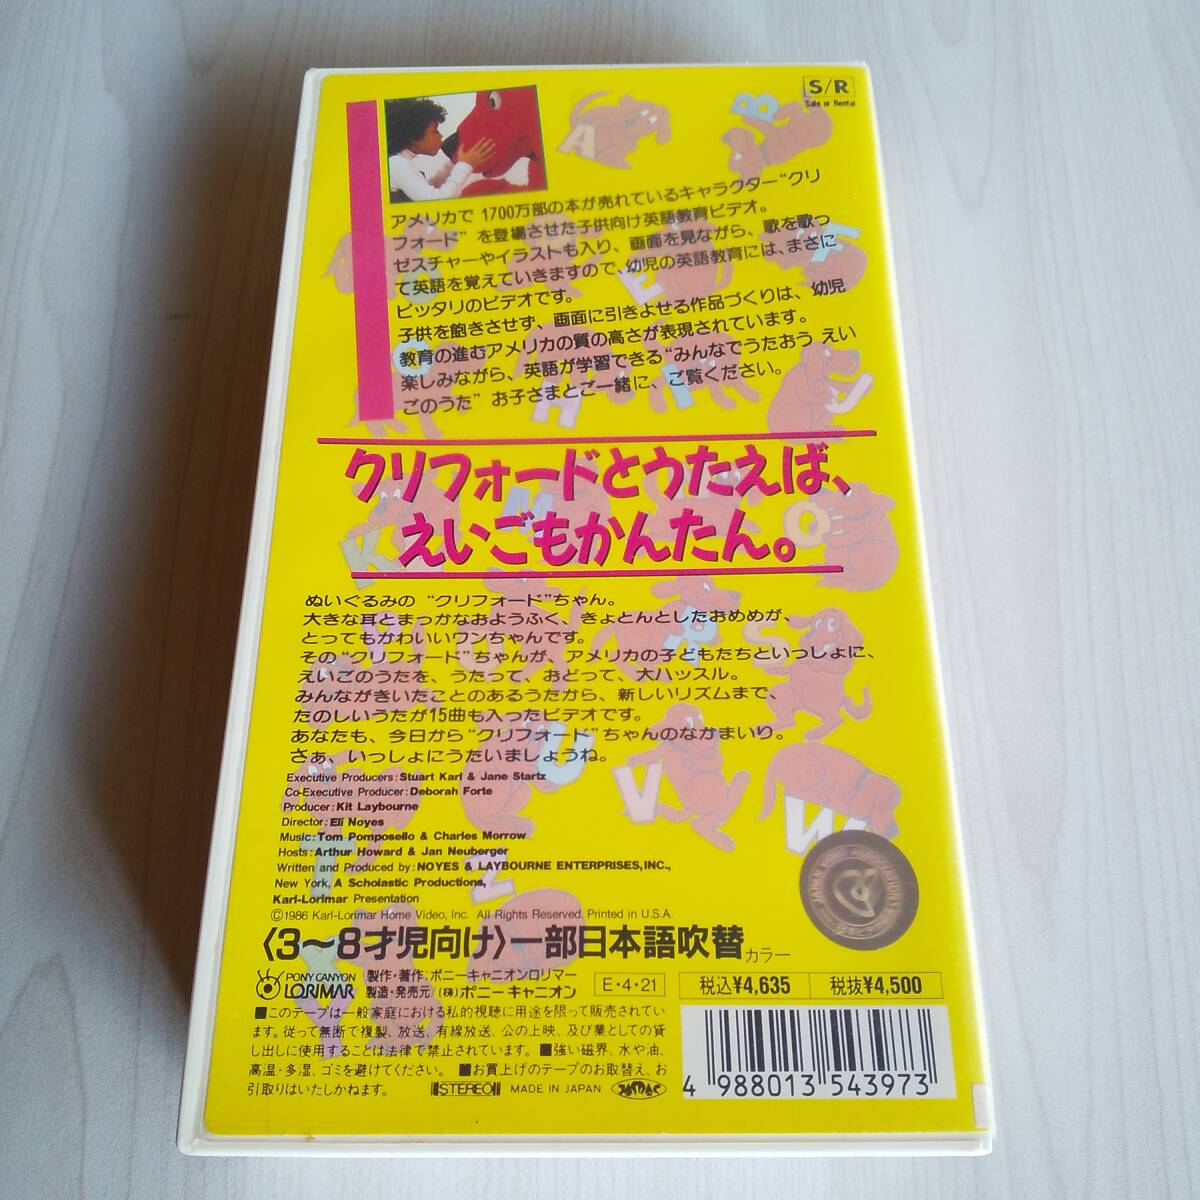 S/R
Sale or Rental
アメリカで 1700万部の本が売れているキャラクター“クリ
フォード” を登場させた子供向け英語教育ビデオ。
ゼスチャーやイラストも入り、画面を見ながら、歌を歌っ
て英語を覚えていきますので、幼児の英語教育には、まさに
ピッタリのビデオです。
子供を飽きさせず、画面に引きよせる作品づくりは、幼児
教育の進むアメリカの質の高さが表現されています。
楽しみながら、英語が学習できる“みんなでうたおう えい
ごのうた” お子さまとご一緒に、ご覧ください。
クリフォードとうたえば、
えいごもかんたん。
ぬいぐるみの “クリフォード”ちゃん。
大きな耳とまっかなおようふく、きょとんとしたおめめが、
とってもかわいいワンちゃんです。
その“クリフォード”ちゃんが、アメリカの子どもたちといっしょに、
えいごのうたを、うたって、おどって、大ハッスル。
みんながきいたことのあるうたから、新しいリズムまで、
たのしいうたが15曲も入ったビデオです。
あなたも、今日から“クリフォード”ちゃんのなかまいり。
さぁ、いっしょにうたいましょうね。
Executive Producers: Stuart Karl & Jane Startz
Co-Executive Producer: Deborah Forte
Producer: Kit Laybourne
Director: Eli Noyes
Music: Tom Pomposello & Charles Morrow
Hosts: Arthur Howard & Jan Neuberger
Written and Produced by: NOYES & LAYBOURNE ENTERPRISES, INC.,
New York, A Scholastic Productions,
Karl-Lorimar Presentation
©1986 Karl-Lorimar Home Video, Inc. All Rights Reserved. Printed in U.S.A.
〈3～8才児向け〉一部日本語吹替 カラー
PONY CANYON LORIMAR
製作・著作/ポニーキャニオンロリマー
製造・発売元/(株)ポニーキャニオン
E・4・21
税込¥4,635 税抜¥4,500
■このテープは一般家庭における私的視聴に用途を限って販売されてい
ます。従って無断で複製、放送、有線放送、公の上映、及び業としての貸
し出しに使用することは法律で禁止されています。■強い磁界、水や油、
高温・多湿、ゴミを避けてください。■お買上げのテープのお取替え、お
引取りはいたしかねます。
STEREO MADE IN JAPAN JASRAC
4 988013 543973